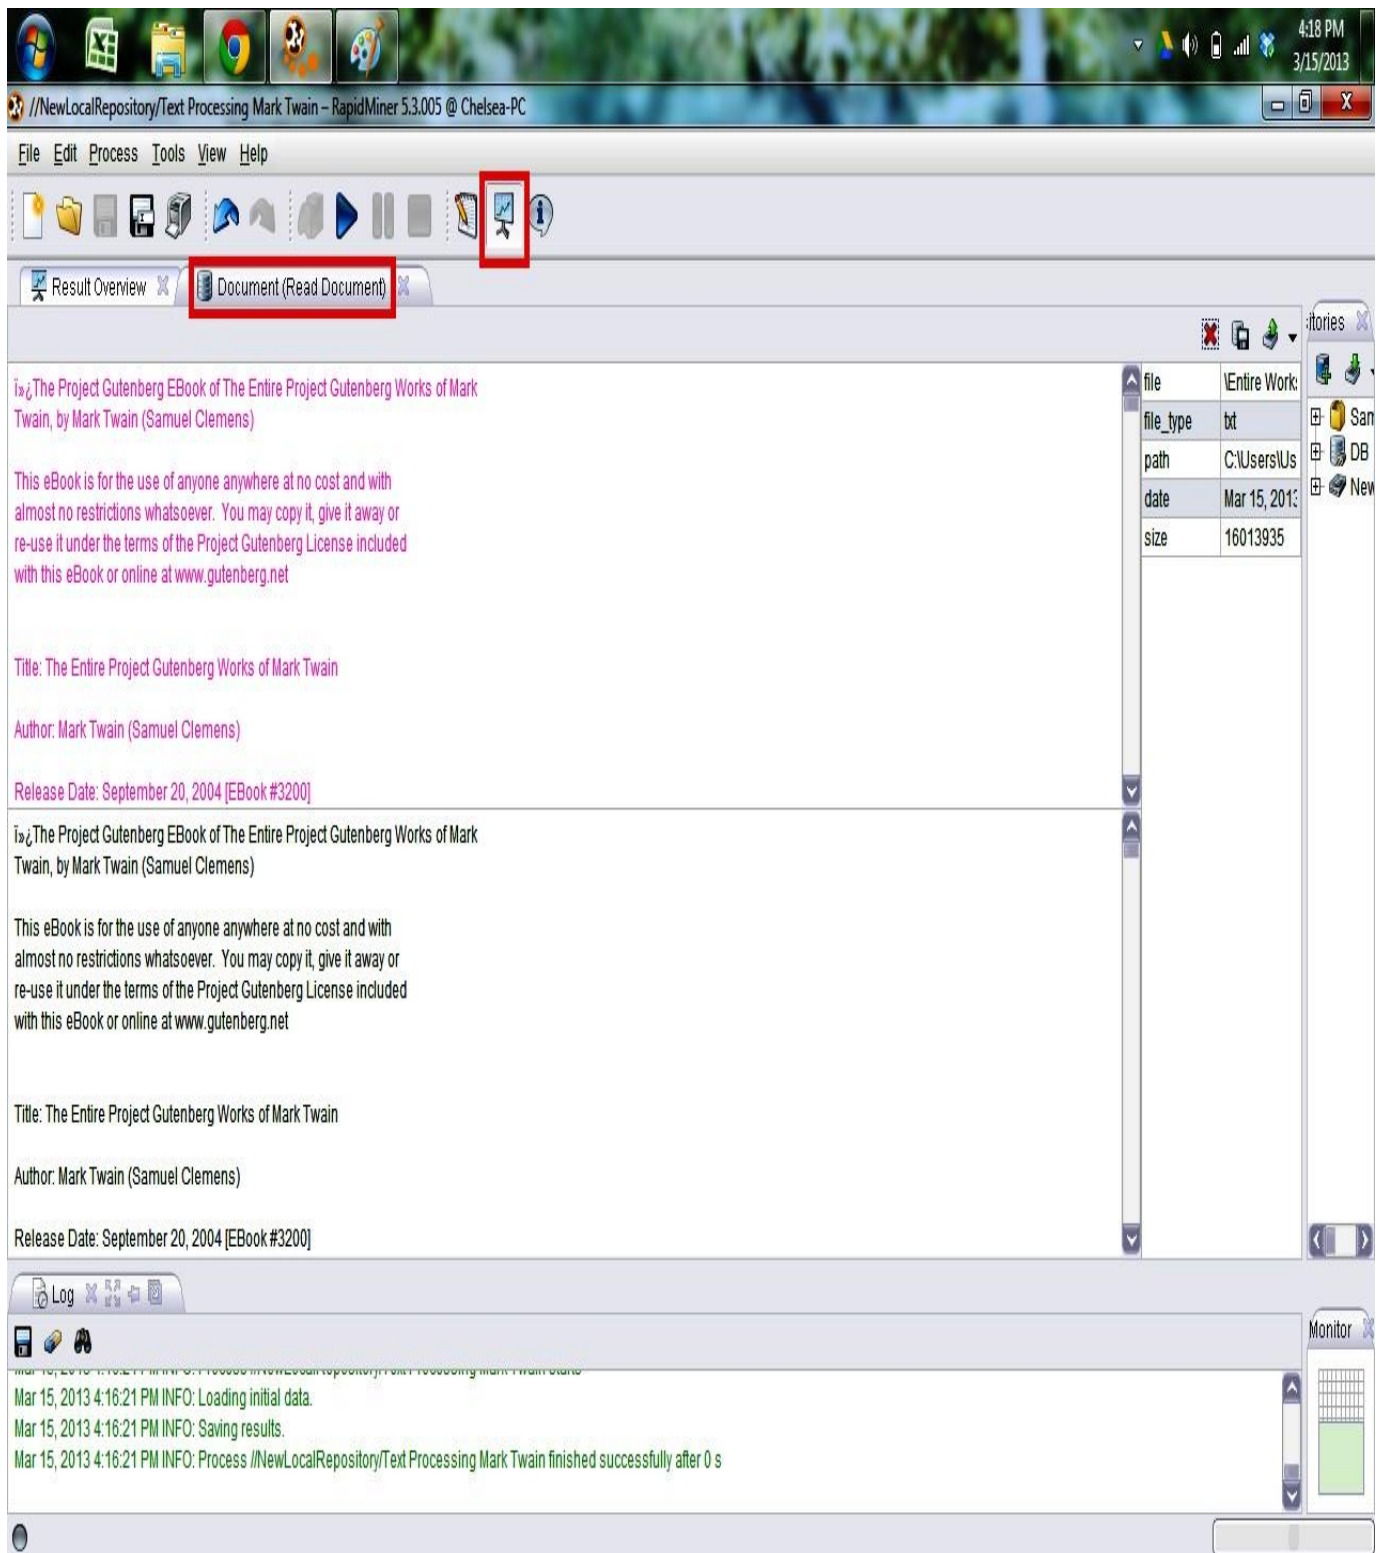 4:18 PM
3/15/2013
//NewLocalRepository/Text Processing Mark Twain – RapidMiner 5.3.005 @ Chelsea-PC
File Edit Process Tools View Help
Result Overview Document (Read Document)
itories
ï»¿The Project Gutenberg EBook of The Entire Project Gutenberg Works of Mark
Twain, by Mark Twain (Samuel Clemens)
This eBook is for the use of anyone anywhere at no cost and with
almost no restrictions whatsoever. You may copy it, give it away or
re-use it under the terms of the Project Gutenberg License included
with this eBook or online at www.gutenberg.net
Title: The Entire Project Gutenberg Works of Mark Twain
Author: Mark Twain (Samuel Clemens)
Release Date: September 20, 2004 [EBook #3200]
file \Entire Work:
file_type txt
path C:\Users\Us
date Mar 15, 201
size 16013935
Sam
DB
New
ï»¿The Project Gutenberg EBook of The Entire Project Gutenberg Works of Mark
Twain, by Mark Twain (Samuel Clemens)
This eBook is for the use of anyone anywhere at no cost and with
almost no restrictions whatsoever. You may copy it, give it away or
re-use it under the terms of the Project Gutenberg License included
with this eBook or online at www.gutenberg.net
Title: The Entire Project Gutenberg Works of Mark Twain
Author: Mark Twain (Samuel Clemens)
Release Date: September 20, 2004 [EBook #3200]
Log
Monitor
Mar 15, 2013 4:16:21 PM INFO: Loading initial data.
Mar 15, 2013 4:16:21 PM INFO: Saving results.
Mar 15, 2013 4:16:21 PM INFO: Process //NewLocalRepository/Text Processing Mark Twain finished successfully after 0 s